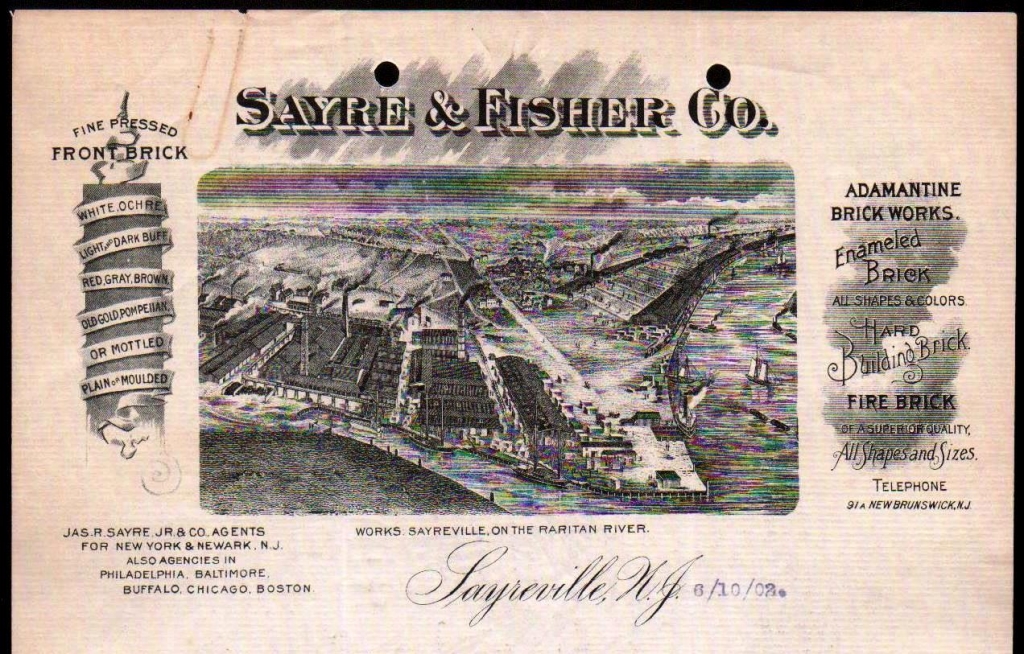 SAYRE & FISHER CO.
FINE PRESSED
FRONT BRICK
WHITE, OCHRE,
LIGHT, AND DARK BUFF,
RED, GRAY, BROWN,
OLD GOLD, POMPEIIAN,
OR MOTTLED
PLAIN OR MOULDED
ADAMANTINE
BRICK WORKS.
Enameled
BRICK
ALL SHAPES & COLORS.
HARD
Building Brick.
FIRE BRICK
OF A SUPERIOR QUALITY,
All Shapes and Sizes.
TELEPHONE
91A NEW BRUNSWICK, N.J.
JAS. R. SAYRE, JR. & CO., AGENTS
FOR NEW YORK & NEWARK, N.J.
ALSO AGENCIES IN
PHILADELPHIA, BALTIMORE,
BUFFALO, CHICAGO, BOSTON.
WORKS. SAYREVILLE, ON THE RARITAN RIVER.
Sayreville, N.J. 6/10/02.